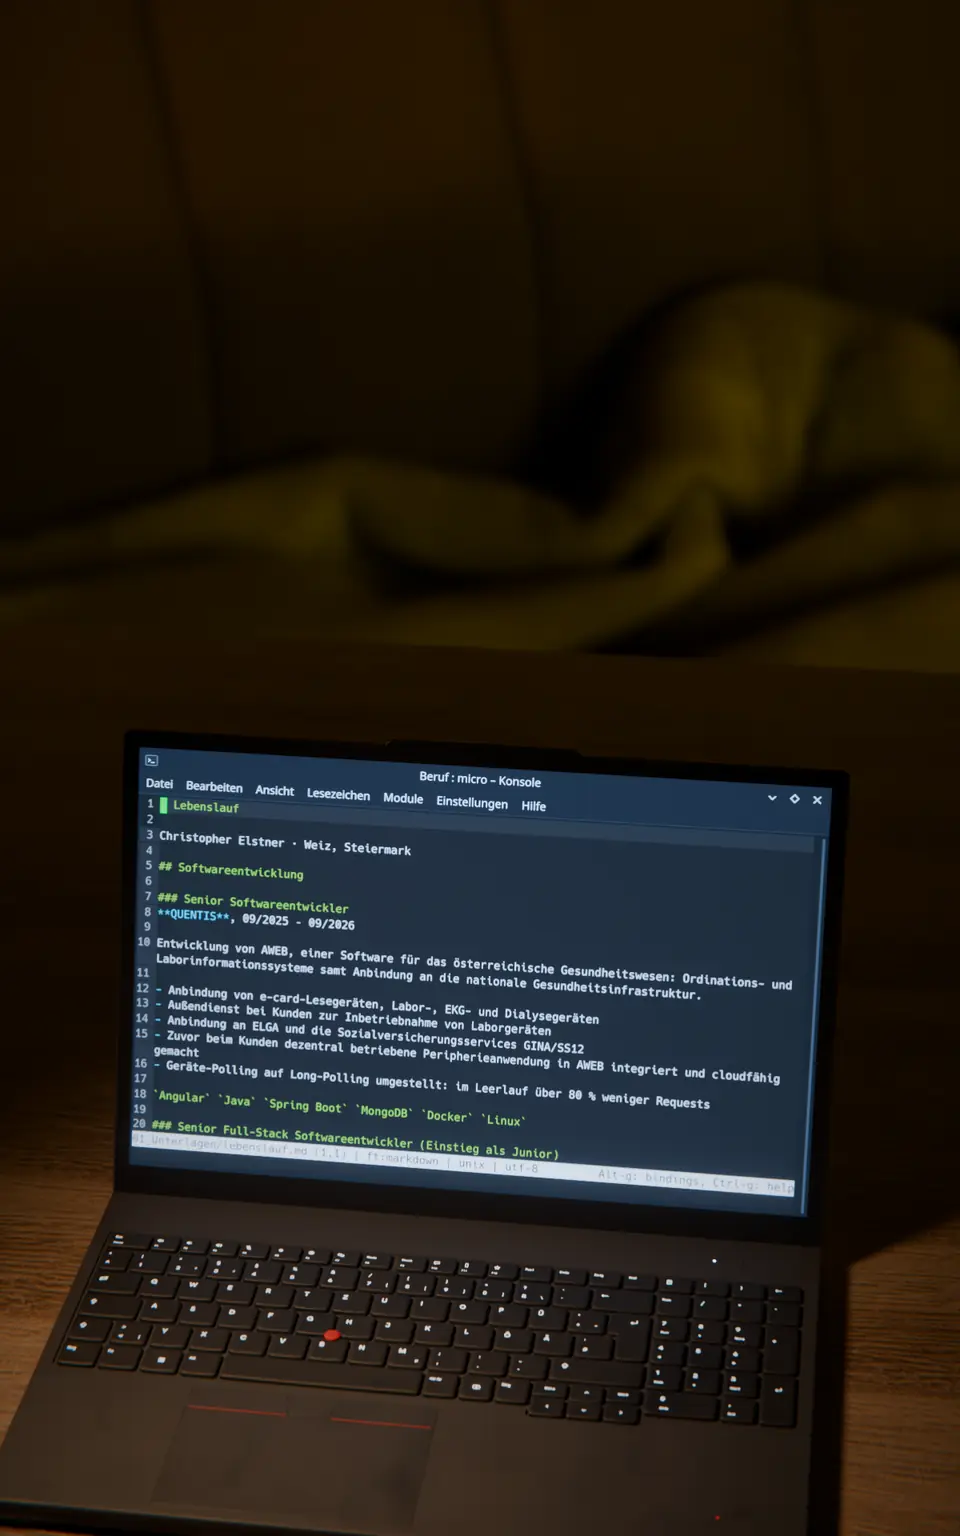 Beruf : micro – Konsole
Datei Bearbeiten Ansicht Lesezeichen Module Einstellungen Hilfe
1 Lebenslauf
2
3 Christopher Elstner · Weiz, Steiermark
4
5 ## Softwareentwicklung
6
7 ### Senior Softwareentwickler
8 **QUENTIS**, 09/2025 - 09/2026
9
10 Entwicklung von AWEB, einer Software für das österreichische Gesundheitswesen: Ordinations- und
Laborinformationssysteme samt Anbindung an die nationale Gesundheitsinfrastruktur.
11
12 - Anbindung von e-card-Lesegeräten, Labor-, EKG- und Dialysegeräten
13 - Außendienst bei Kunden zur Inbetriebnahme von Laborgeräten
14 - Anbindung an ELGA und die Sozialversicherungsservices GINA/SS12
15 - Zuvor beim Kunden dezentral betriebene Peripherieanwendung in AWEB integriert und cloudfähig
gemacht
16 - Geräte-Polling auf Long-Polling umgestellt: im Leerlauf über 80 % weniger Requests
17
18 `Angular` `Java` `Spring Boot` `MongoDB` `Docker` `Linux`
19
20 ### Senior Full-Stack Softwareentwickler (Einstieg als Junior)
Unterlagen/lebenslauf.md (1,1) | ft:markdown | unix | utf-8 Alt-g: bindings, Ctrl-g: help
Q W E R T Z U I O P Ü
A S D F G H J K L Ö Ä
Y X C V B N M